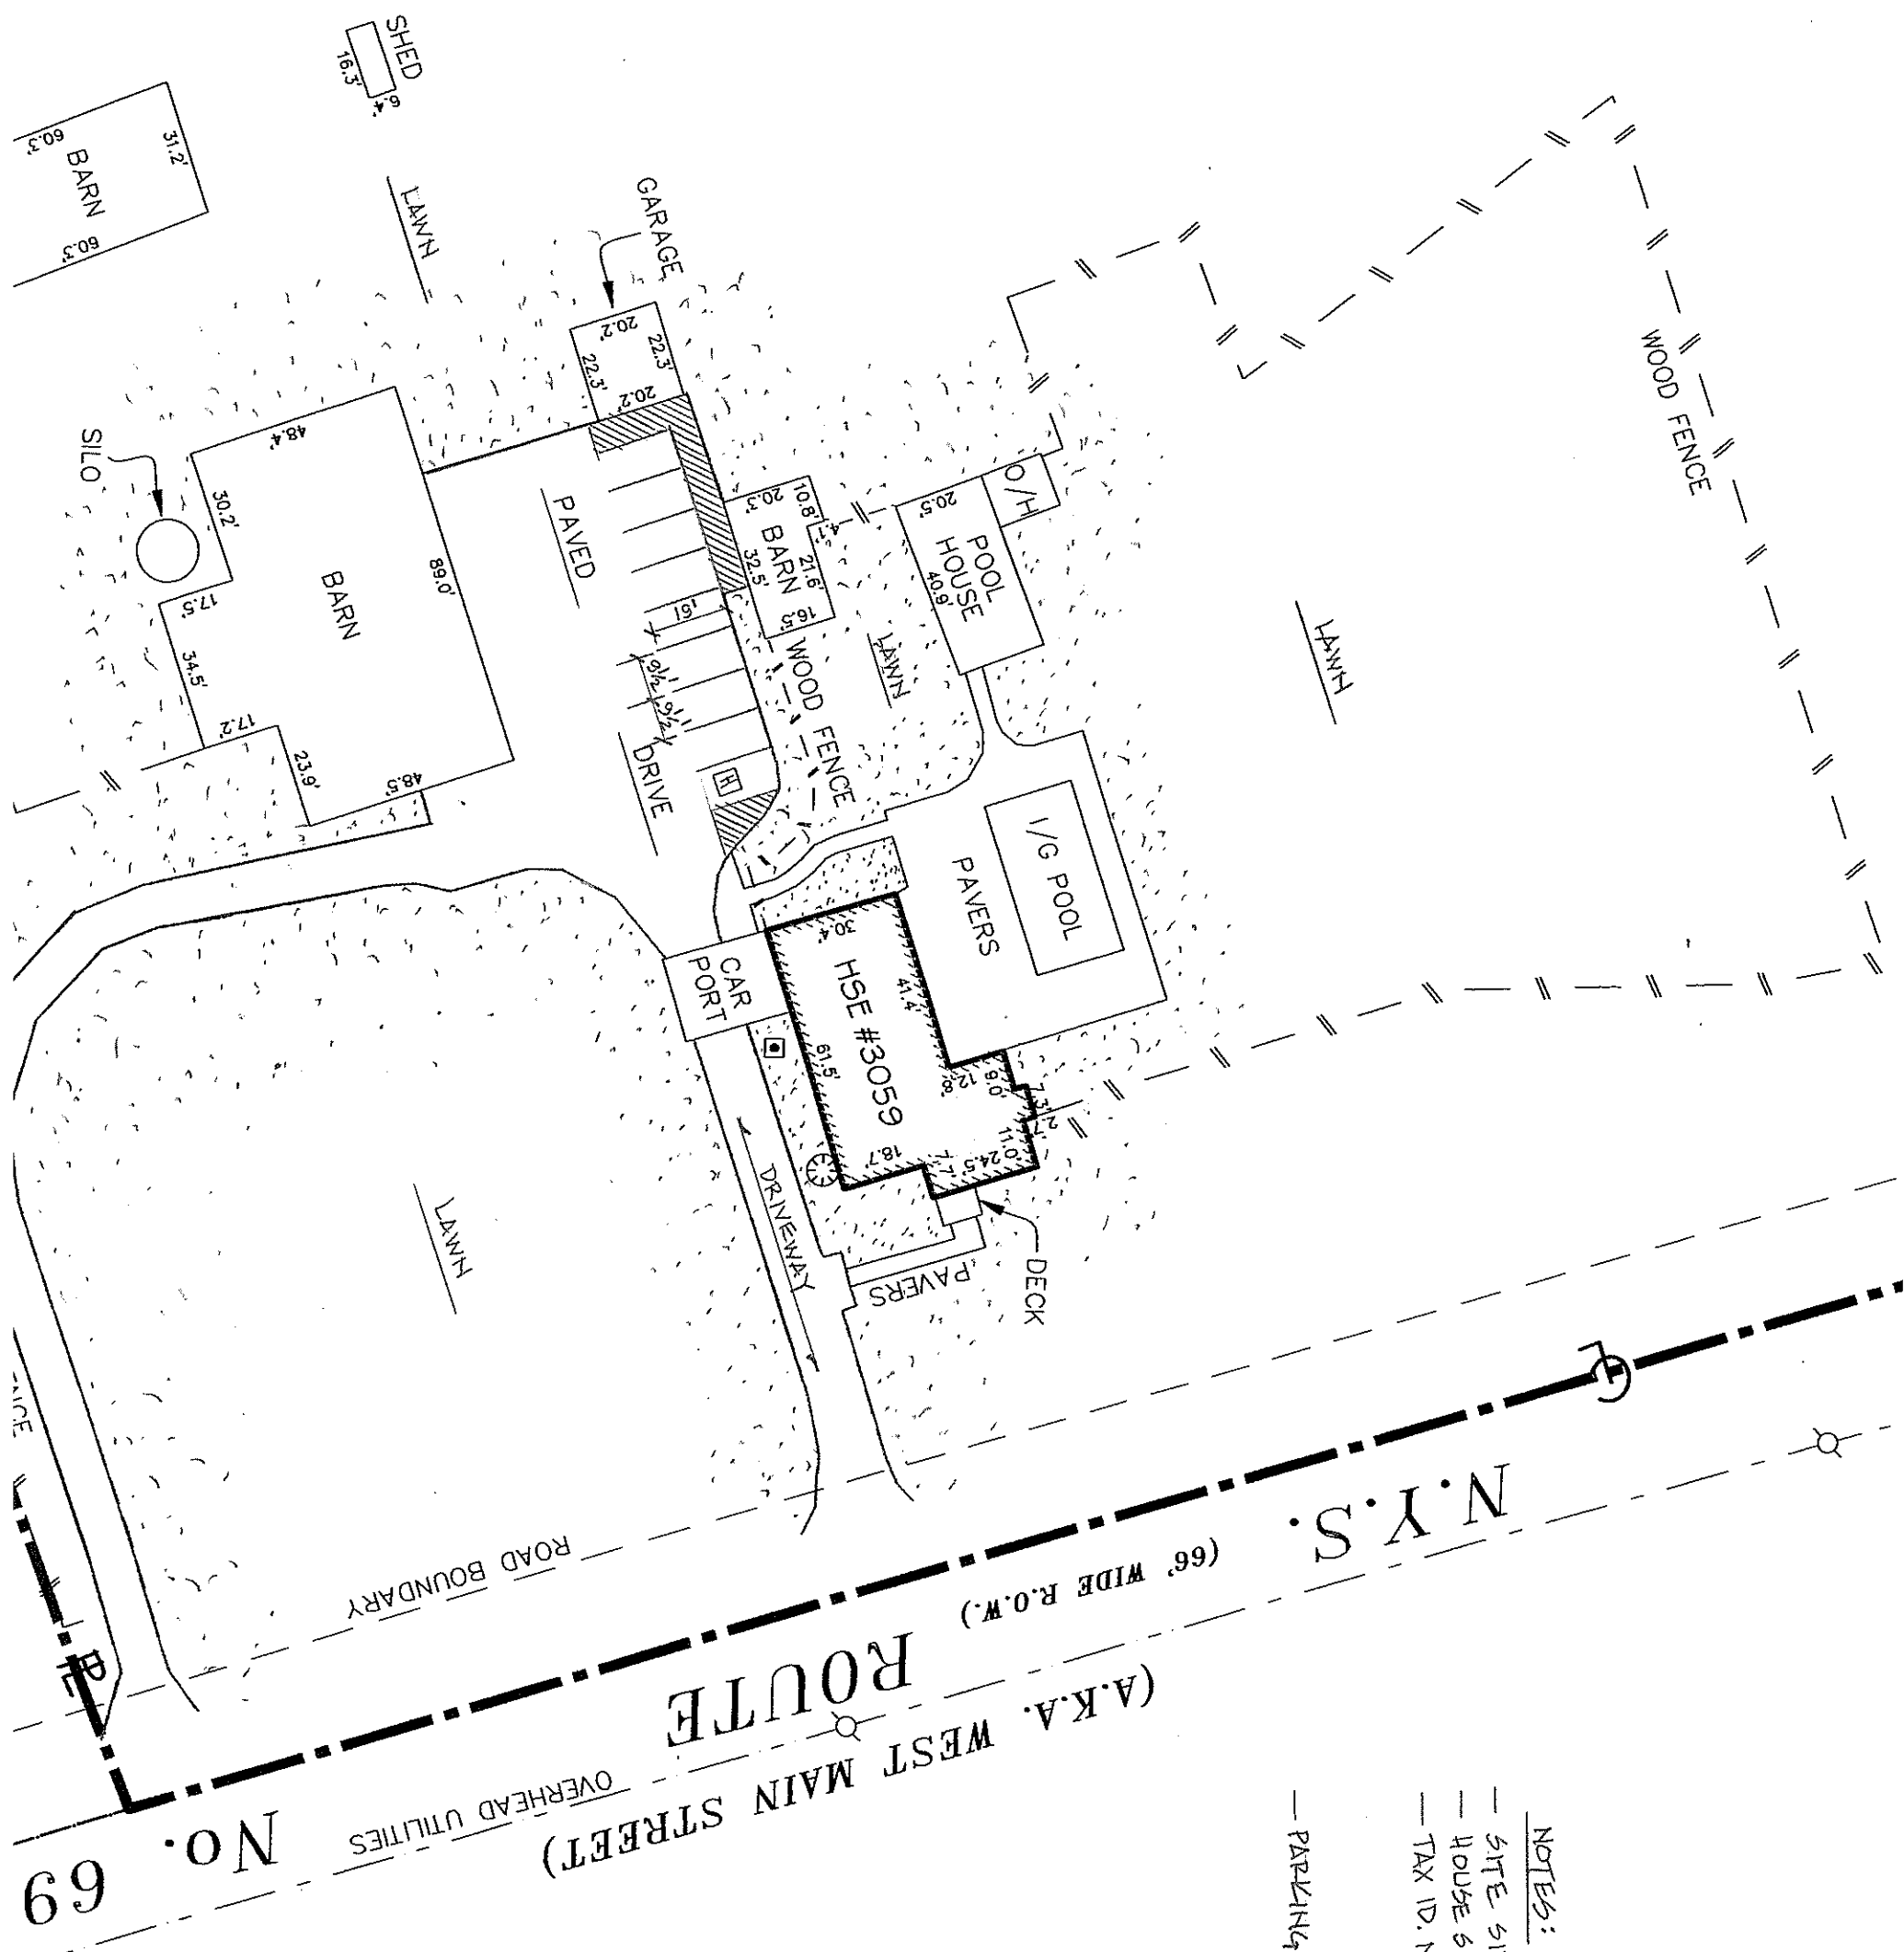 SHED
16.3'
6.4'
31.2'
60.3'
BARN
60.3'
LAWN
GARAGE
20.2'
22.3'
22.3'
20.2'
WOOD FENCE
SILO
48.4'
30.2'
17.5'
34.5'
17.2'
23.9'
48.5'
89.0'
BARN
PAVED
DRIVE
16'
9½'
9½'
H
20.3'
10.8'
BARN
21.6'
32.5'
16.5'
WOOD FENCE
O/H
20.5'
POOL
HOUSE
40.9'
LAWN
LAWN
I/G POOL
PAVERS
CAR
PORT
30.4'
HSE #3059
41.4'
61.5'
12.8'
9.0'
7.3'
2.7'
11.0'
24.5'
7.7'
18.7'
DRIVEWAY
PAVERS
DECK
LAWN
ROAD BOUNDARY
N.Y.S.
ROUTE
No. 69
(66' WIDE R.O.W.)
(A.K.A. WEST MAIN STREET)
OVERHEAD UTILITIES
NOTES:
— SITE
— HOUSE
— TAX ID.
— PARKING